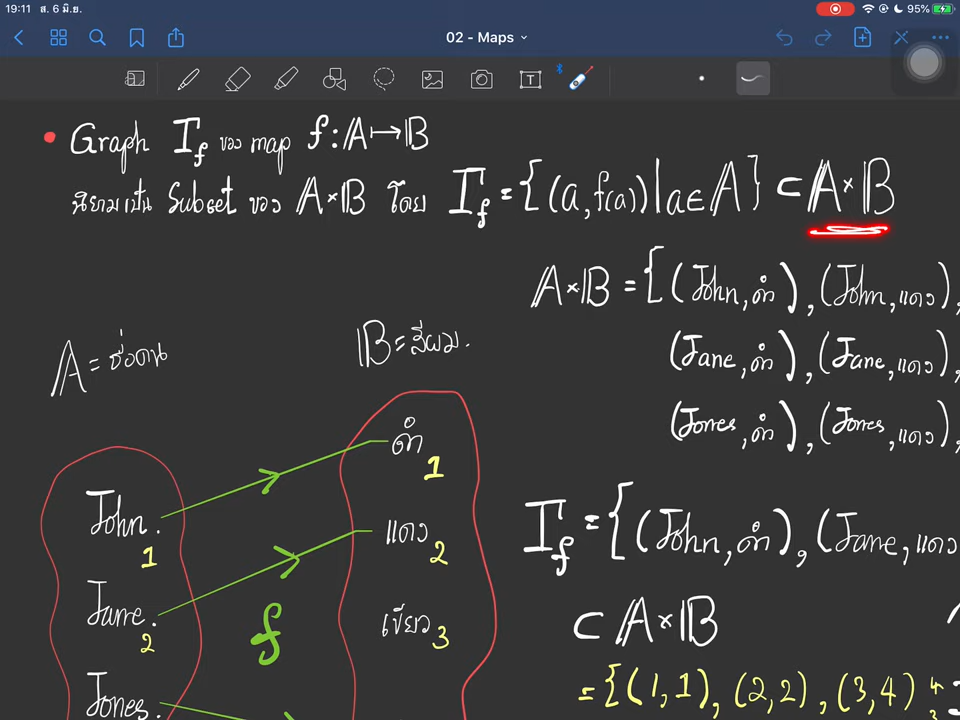 19:11 ส. 6 มิ.ย. 95%
02 - Maps
T
Graph Γf ของ map f: A ↦ B
นิยามเป็น Subset ของ A×B โดย Γf = {(a, f(a)) | a ∈ A} ⊂ A×B
A×B = {(John, ดำ), (John, แดง),
(Jane, ดำ), (Jane, แดง),
(Jones, ดำ), (Jones, แดง),
A = ชื่อคน
B = สีผม.
ดำ
1
John.
1
แดง
2
Jane.
2
เขียว 3
Jones.
f
Γf = {(John, ดำ), (Jane, แดง
⊂ A×B
= {(1,1), (2,2), (3,4)
4